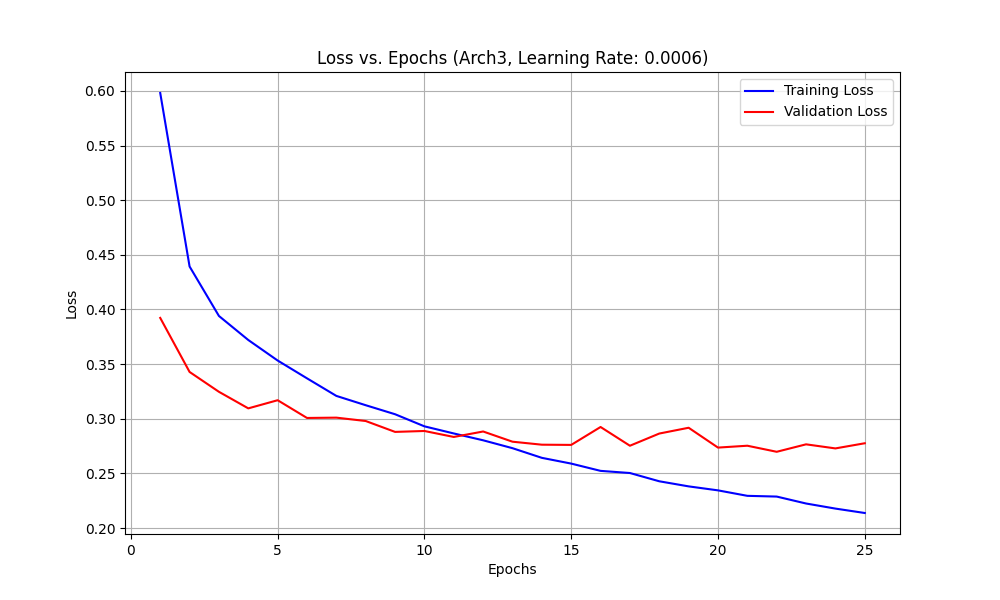 Loss vs. Epochs (Arch3, Learning Rate: 0.0006)
Training Loss
Validation Loss
0.60
0.55
0.50
0.45
0.40
0.35
0.30
0.25
0.20
Loss
0 5 10 15 20 25
Epochs